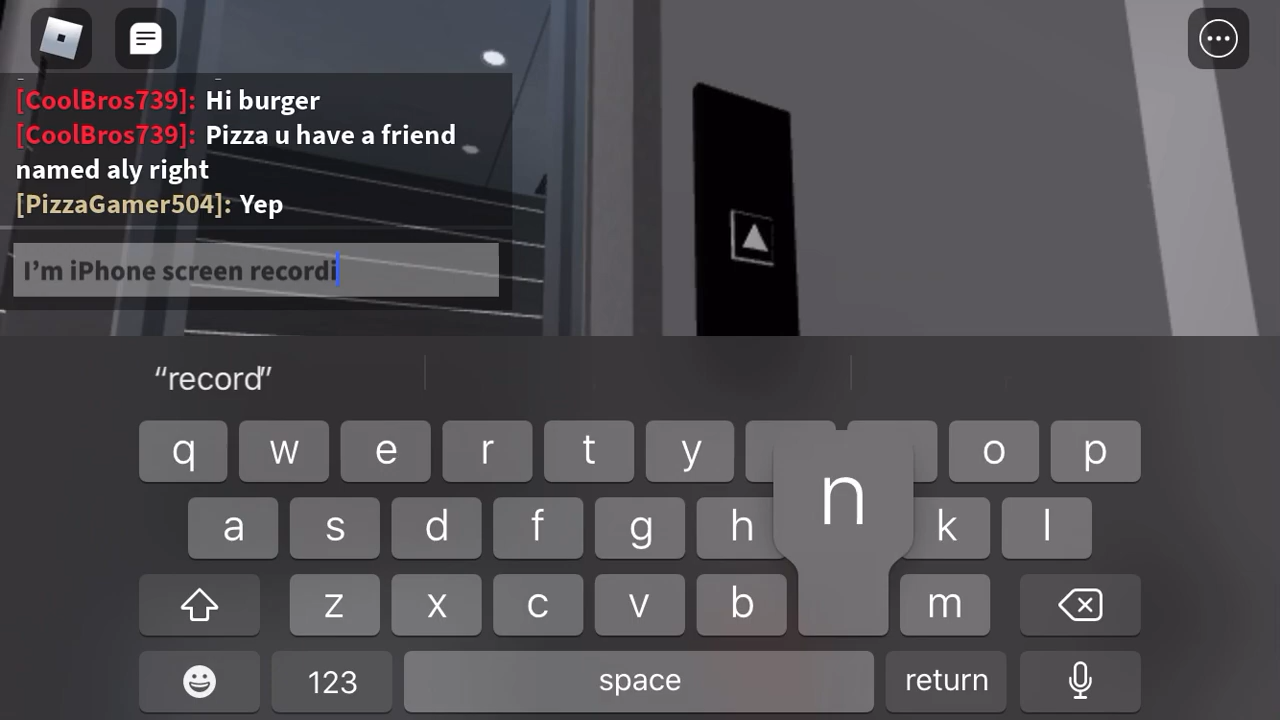 [CoolBros739]: Hi burger
[CoolBros739]: Pizza u have a friend
named aly right
[PizzaGamer504]: Yep
I’m iPhone screen recordi
“record”
q w e r t y o p
a s d f g h k l
n
z x c v b m
123 space return